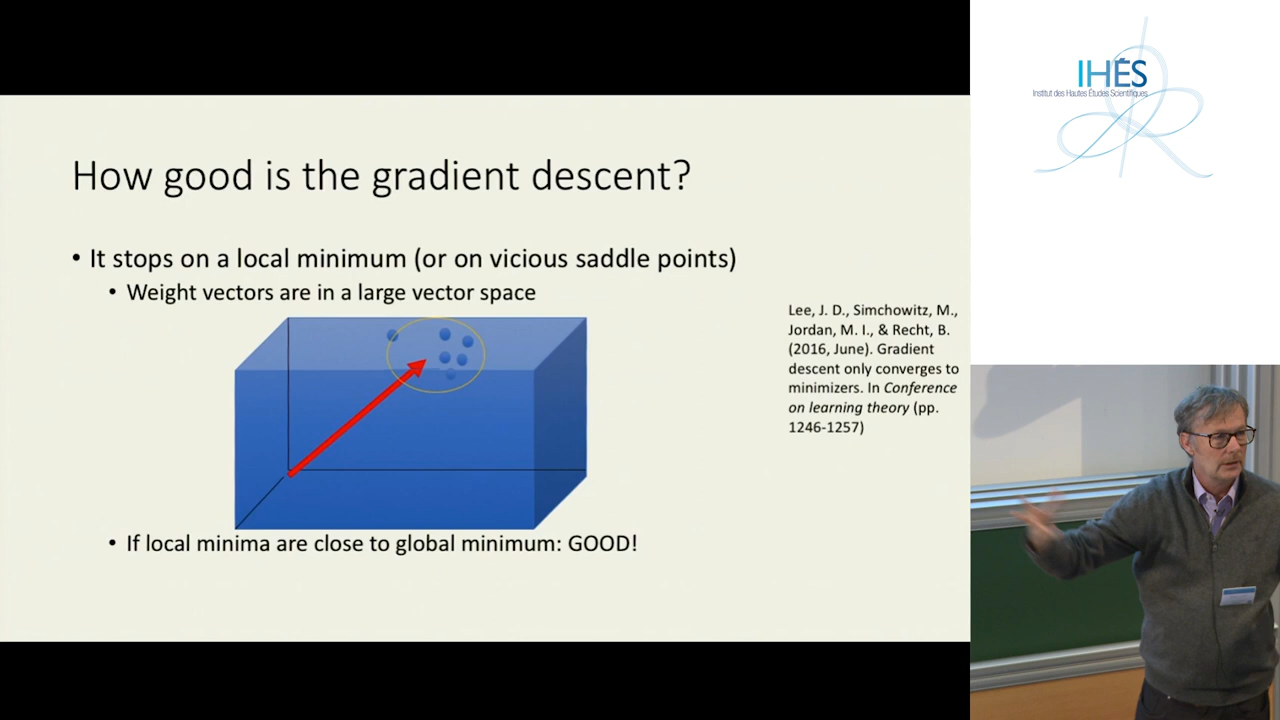 How good is the gradient descent?
• It stops on a local minimum (or on vicious saddle points)
• Weight vectors are in a large vector space
• If local minima are close to global minimum: GOOD!
Lee, J. D., Simchowitz, M.,
Jordan, M. I., & Recht, B.
(2016, June). Gradient
descent only converges to
minimizers. In Conference
on learning theory (pp.
1246-1257)
IHÉS
Institut des Hautes Études Scientifiques